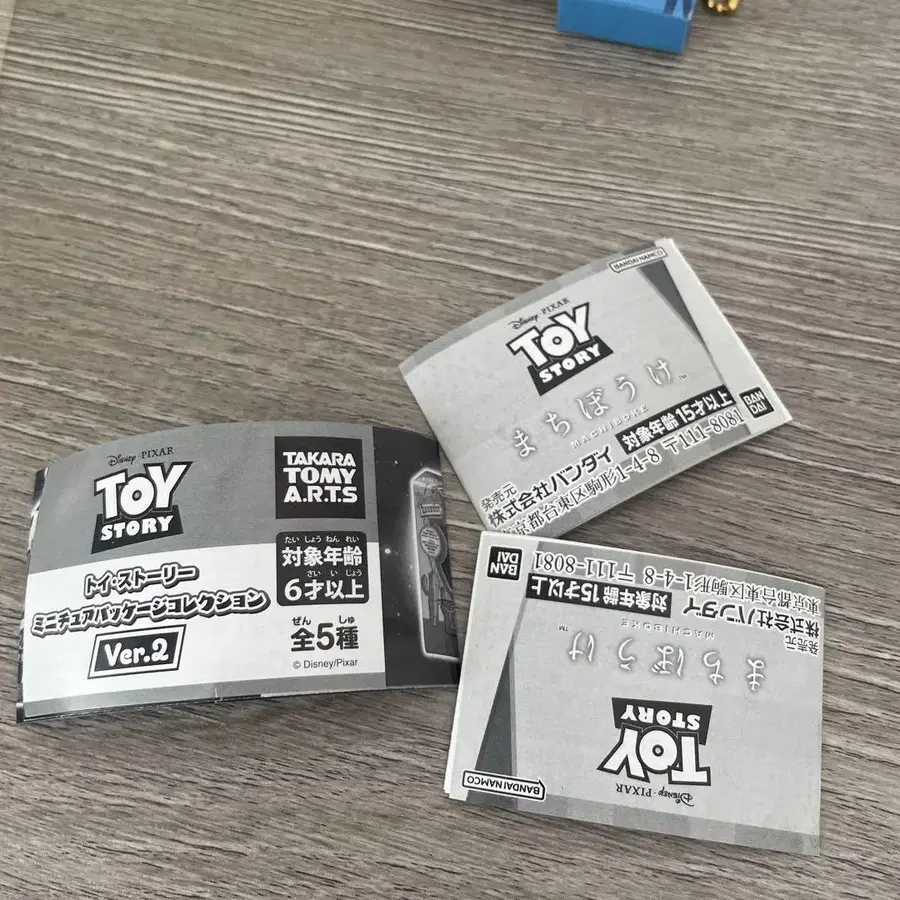 Disney · PIXAR
TOY
STORY
TAKARA
TOMY
A.R.T.S
トイ・ストーリー
ミニチュアパッケージコレクション
Ver.2
たいしょうねんれい
対象年齢
さいいじょう
6才以上
ぜん しゅ
全5種
© Disney/Pixar
BANDAI NAMCO
Disney · PIXAR
TOY
STORY
まちぼうけ™
MACHIBOKE
対象年齢15才以上
BAN
DAI
発売元
株式会社バンダイ
東京都台東区駒形1-4-8 〒111-8081
BANDAI NAMCO
Disney · PIXAR
TOY
STORY
まちぼうけ™
MACHIBOKE
対象年齢15才以上
BAN
DAI
発売元
株式会社バンダイ
東京都台東区駒形1-4-8 〒111-8081